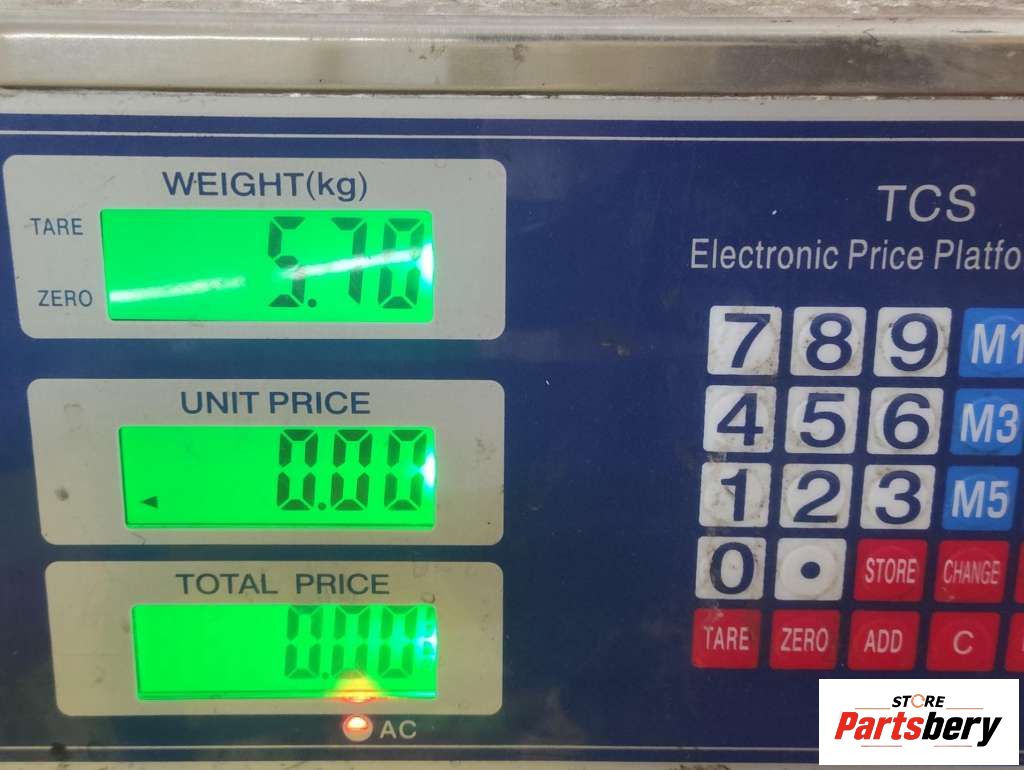 WEIGHT(kg)
TARE
5.70
ZERO
UNIT PRICE
0.00
TOTAL PRICE
0.00
AC
TCS
Electronic Price Platfo
7 8 9 M1
4 5 6 M3
1 2 3 M5
0 . STORE CHANGE
TARE ZERO ADD C
STORE
Partsbery